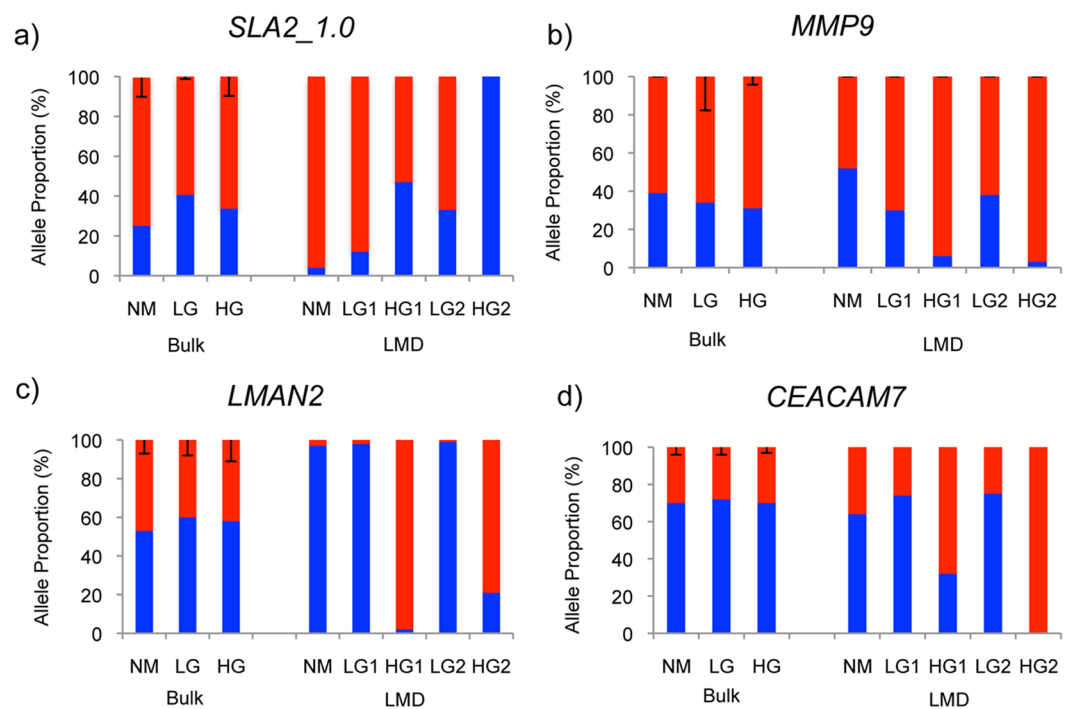 a) SLA2_1.0
Allele Proportion (%)
100
80
60
40
20
0
NM LG HG NM LG1 HG1 LG2 HG2
Bulk LMD
b) MMP9
Allele Proportion (%)
100
80
60
40
20
0
NM LG HG NM LG1 HG1 LG2 HG2
Bulk LMD
c) LMAN2
Allele Proportion (%)
100
80
60
40
20
0
NM LG HG NM LG1 HG1 LG2 HG2
Bulk LMD
d) CEACAM7
Allele Proportion (%)
100
80
60
40
20
0
NM LG HG NM LG1 HG1 LG2 HG2
Bulk LMD